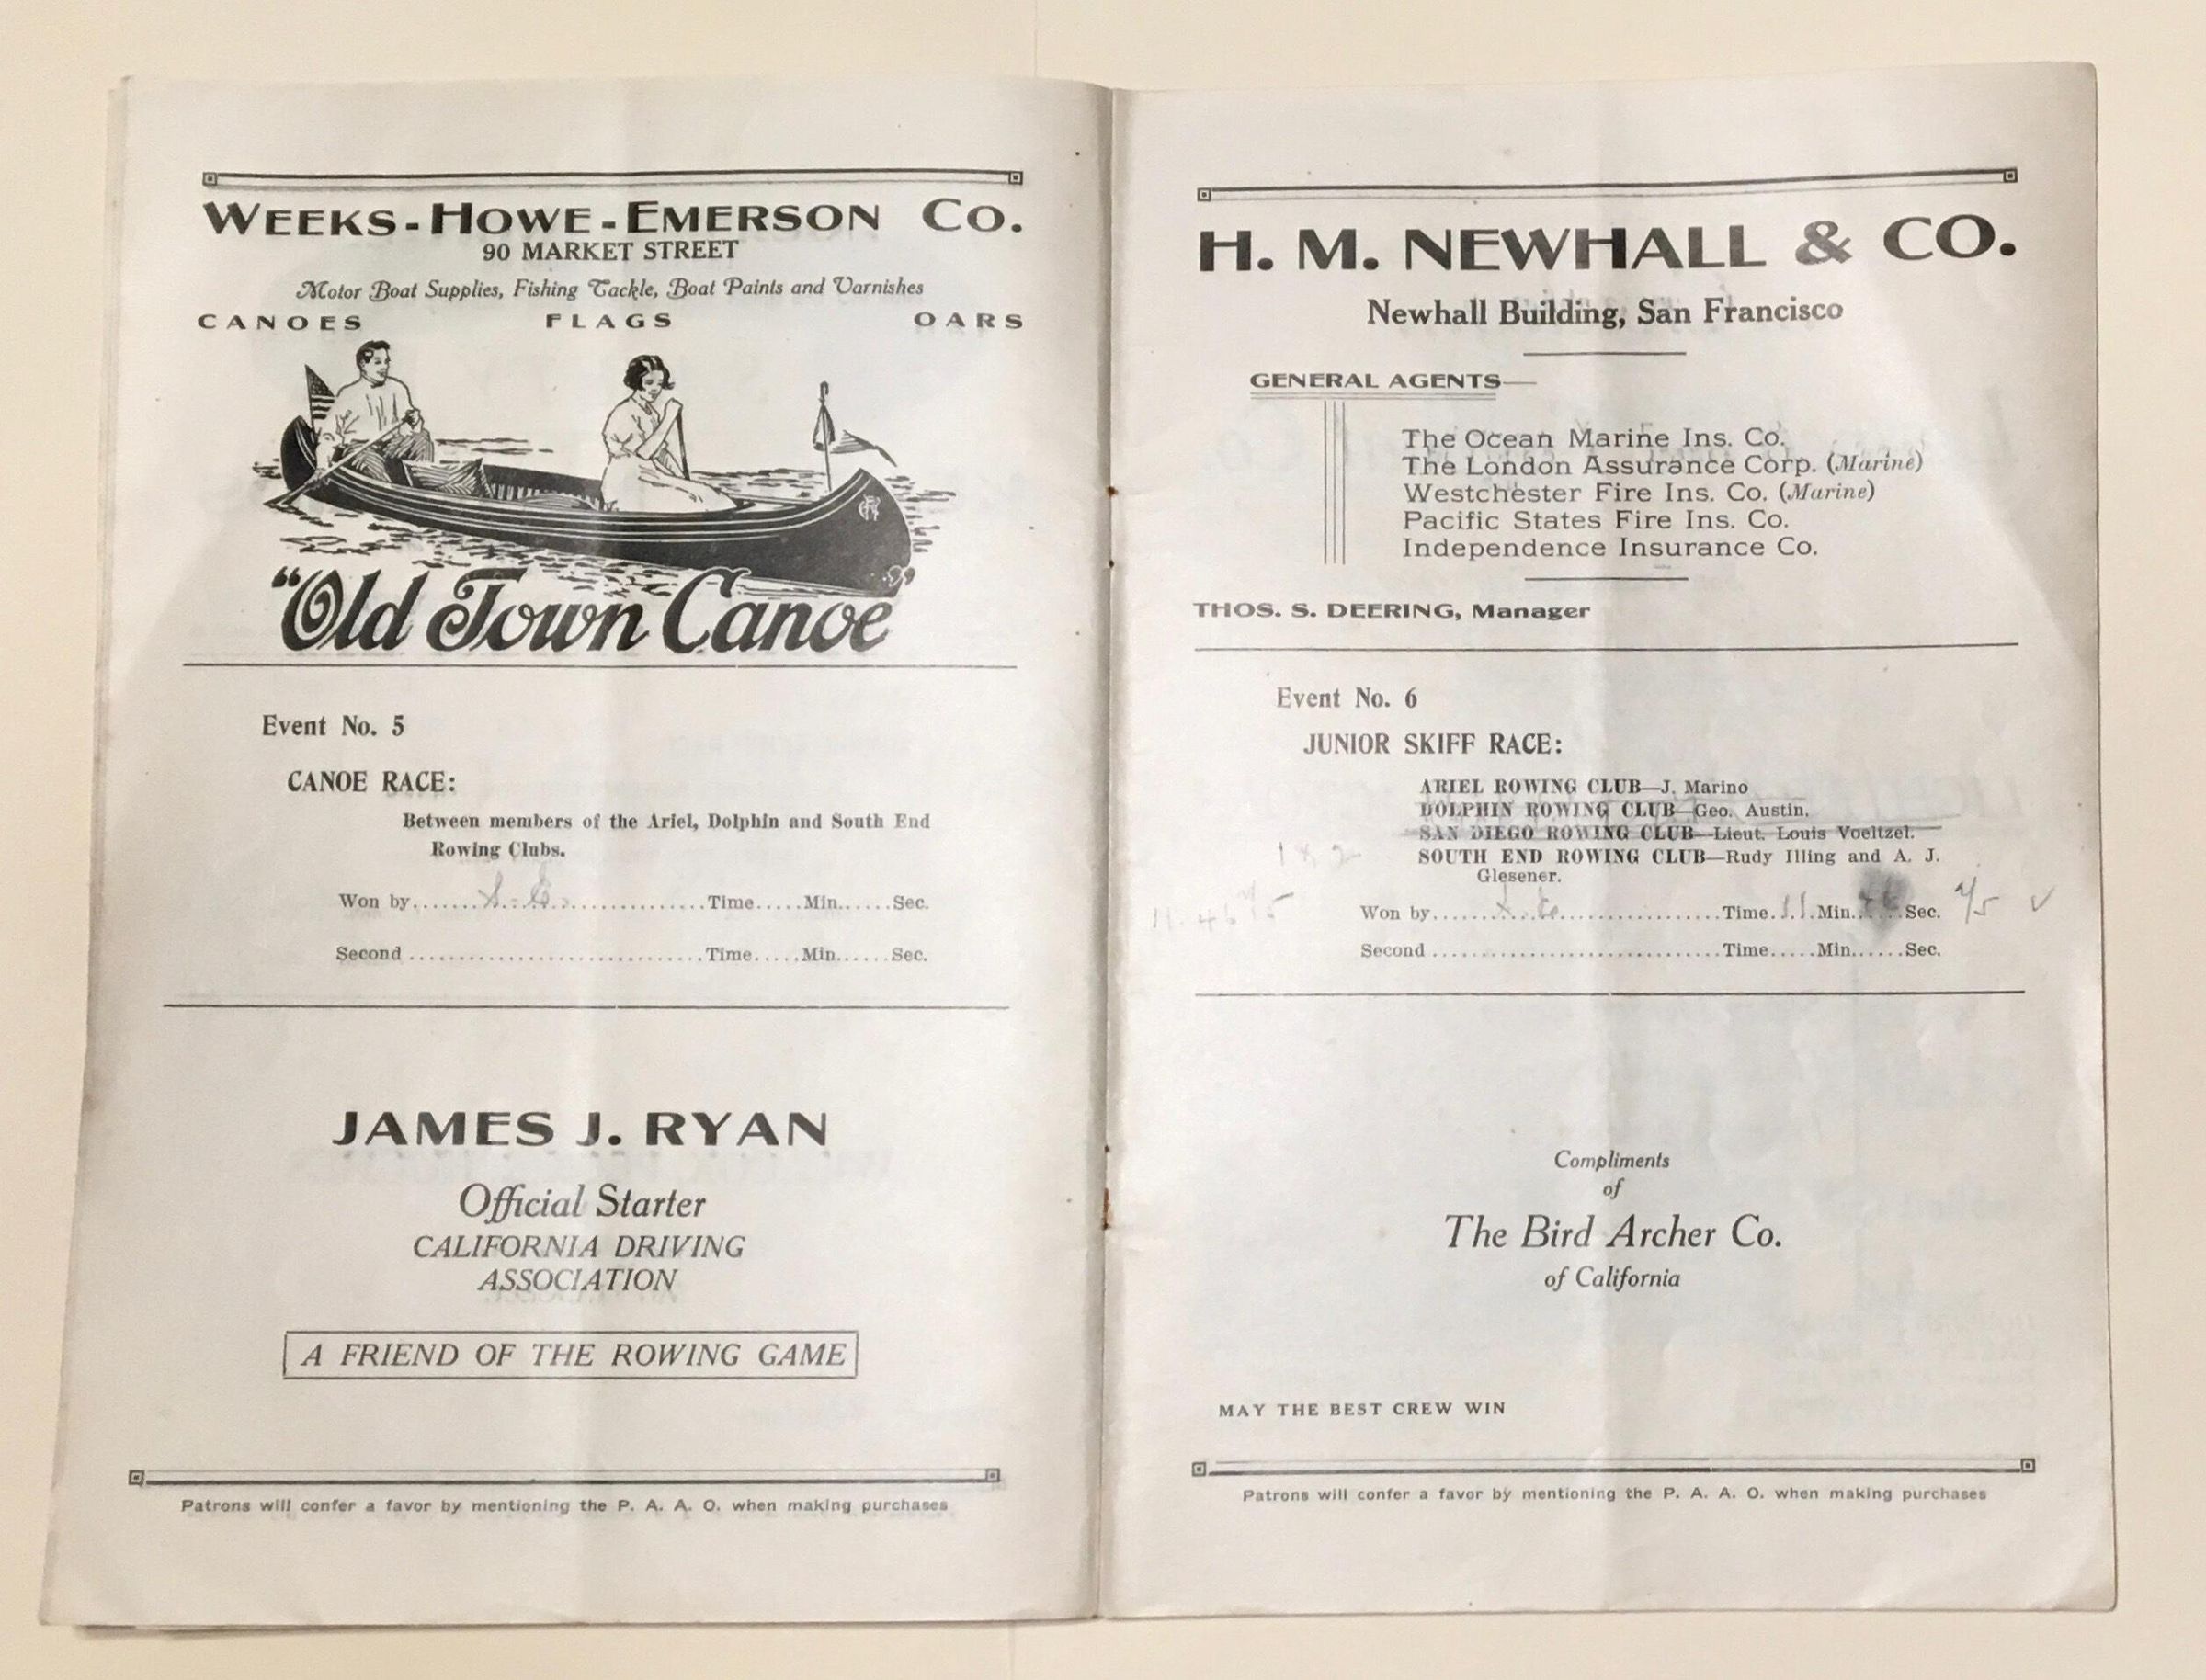 WEEKS-HOWE-EMERSON CO.
90 MARKET STREET
Motor Boat Supplies, Fishing Tackle, Boat Paints and Varnishes
CANOES FLAGS OARS
"Old Town Canoe
Event No. 5
CANOE RACE:
Between members of the Ariel, Dolphin and South End
Rowing Clubs.
Won by.......S. E.....................Time.....Min......Sec.
Second ..............................Time.....Min......Sec.
JAMES J. RYAN
Official Starter
CALIFORNIA DRIVING
ASSOCIATION
A FRIEND OF THE ROWING GAME
Patrons will confer a favor by mentioning the P. A. A. O. when making purchases
H. M. NEWHALL & CO.
Newhall Building, San Francisco
GENERAL AGENTS—
The Ocean Marine Ins. Co.
The London Assurance Corp. (Marine)
Westchester Fire Ins. Co. (Marine)
Pacific States Fire Ins. Co.
Independence Insurance Co.
THOS. S. DEERING, Manager
Event No. 6
JUNIOR SKIFF RACE:
ARIEL ROWING CLUB—J. Marino
DOLPHIN ROWING CLUB—Geo. Austin.
SAN DIEGO ROWING CLUB—Lieut. Louis Voeltzel.
SOUTH END ROWING CLUB—Rudy Illing and A. J.
Glesener.
Won by.......S. E..................Time. 11.Min......Sec.
Second ..............................Time.....Min......Sec.
Compliments
of
The Bird Archer Co.
of California
MAY THE BEST CREW WIN
Patrons will confer a favor by mentioning the P. A. A. O. when making purchases